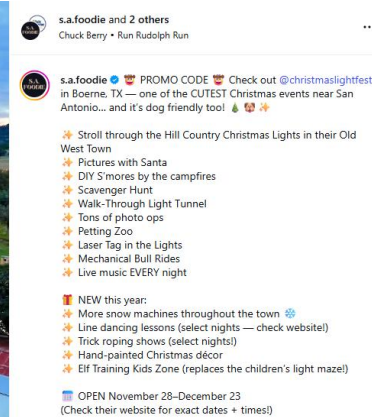 s.a.foodie and 2 others
Chuck Berry • Run Rudolph Run
S.A.
FOODIE
s.a.foodie PROMO CODE Check out @christmaslightfest
in Boerne, TX — one of the CUTEST Christmas events near San
Antonio... and it's dog friendly too! 🎄🐶✨
✨ Stroll through the Hill Country Christmas Lights in their Old
West Town
✨ Pictures with Santa
✨ DIY S'mores by the campfires
✨ Scavenger Hunt
✨ Walk-Through Light Tunnel
✨ Tons of photo ops
✨ Petting Zoo
✨ Laser Tag in the Lights
✨ Mechanical Bull Rides
✨ Live music EVERY night
🎁 NEW this year:
✨ More snow machines throughout the town ❄️
✨ Line dancing lessons (select nights — check website!)
✨ Trick roping shows (select nights!)
✨ Hand-painted Christmas décor
✨ Elf Training Kids Zone (replaces the children's light maze!)
🗓️ OPEN November 28–December 23
(Check their website for exact dates + times!)